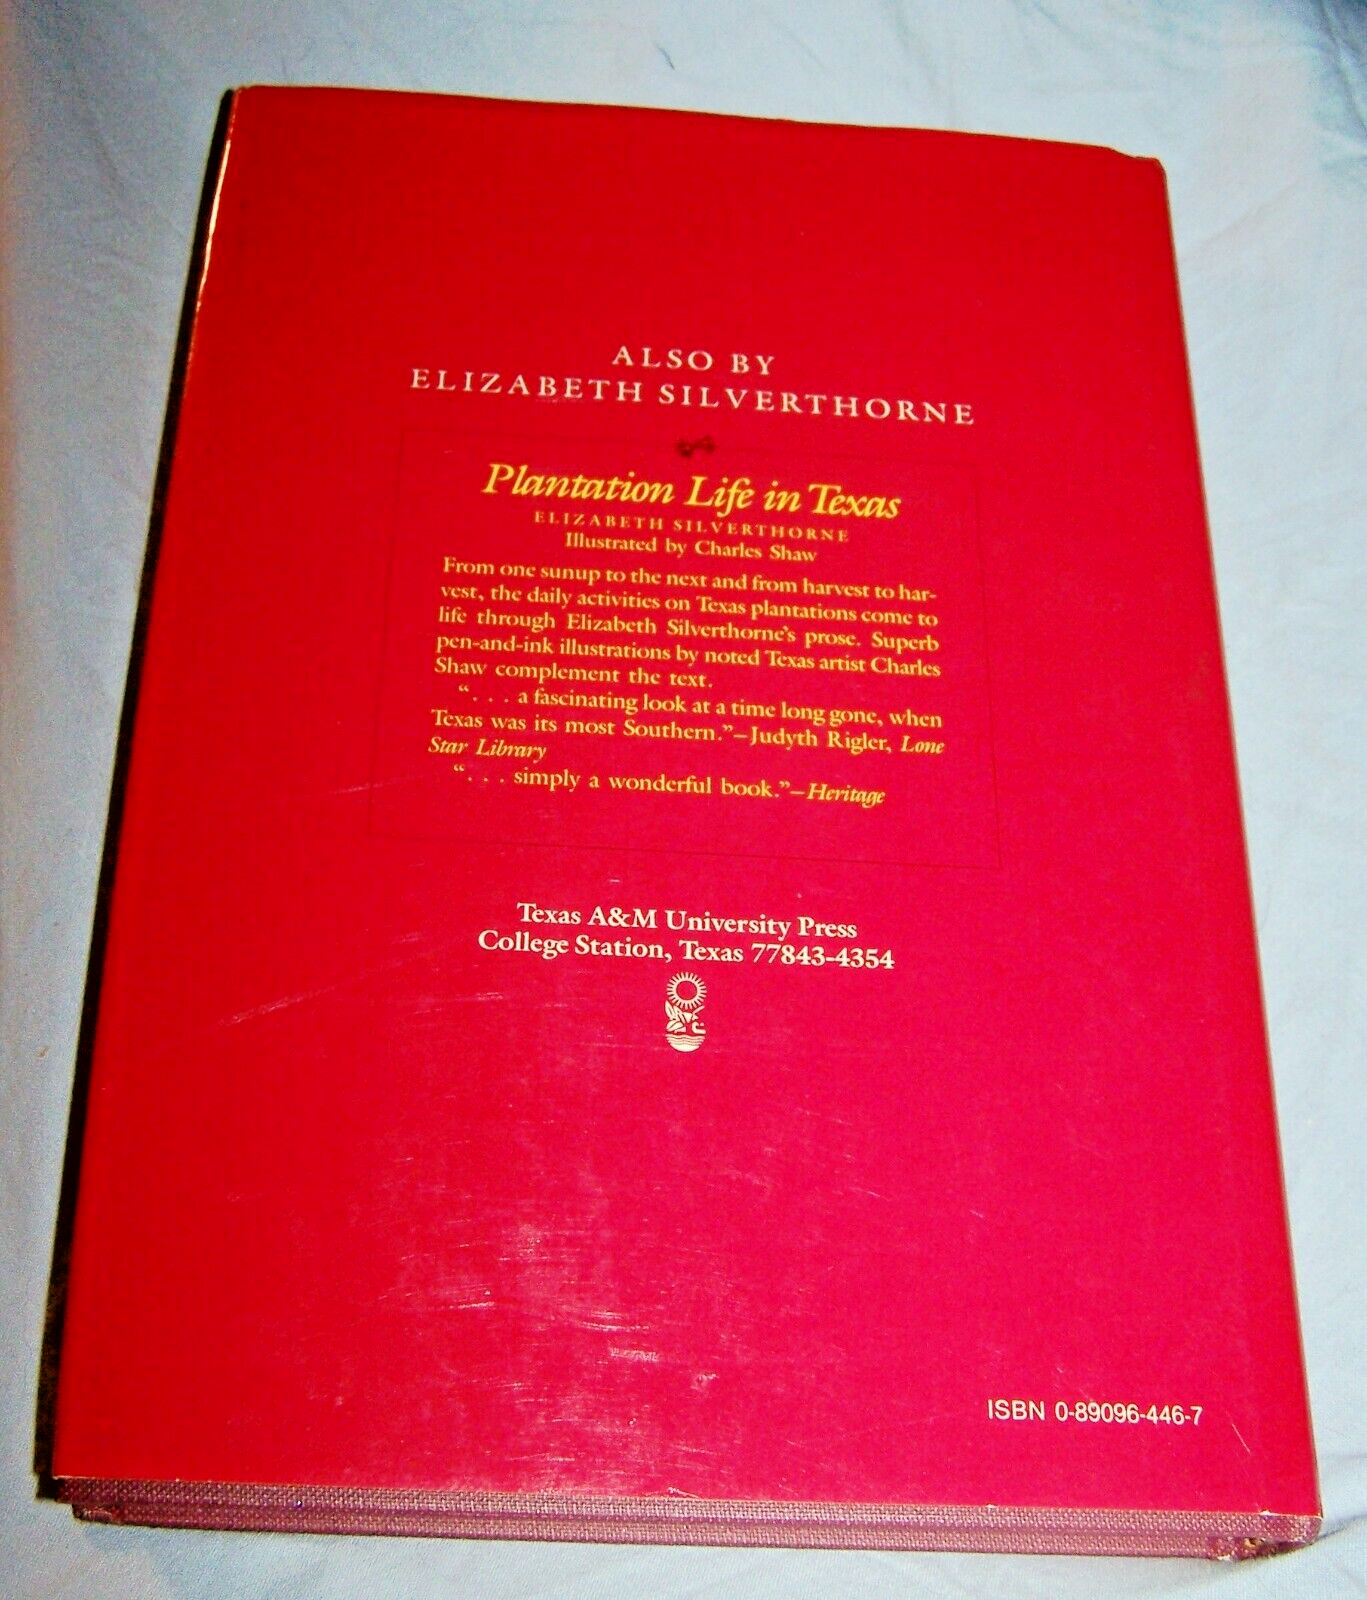 ALSO BY
ELIZABETH SILVERTHORNE
Plantation Life in Texas
ELIZABETH SILVERTHORNE
Illustrated by Charles Shaw
From one sunup to the next and from harvest to har-
vest, the daily activities on Texas plantations come to
life through Elizabeth Silverthorne's prose. Superb
pen-and-ink illustrations by noted Texas artist Charles
Shaw complement the text.
". . . a fascinating look at a time long gone, when
Texas was its most Southern."—Judyth Rigler, Lone
Star Library
". . . simply a wonderful book."—Heritage
Texas A&M University Press
College Station, Texas 77843-4354
ISBN 0-89096-446-7